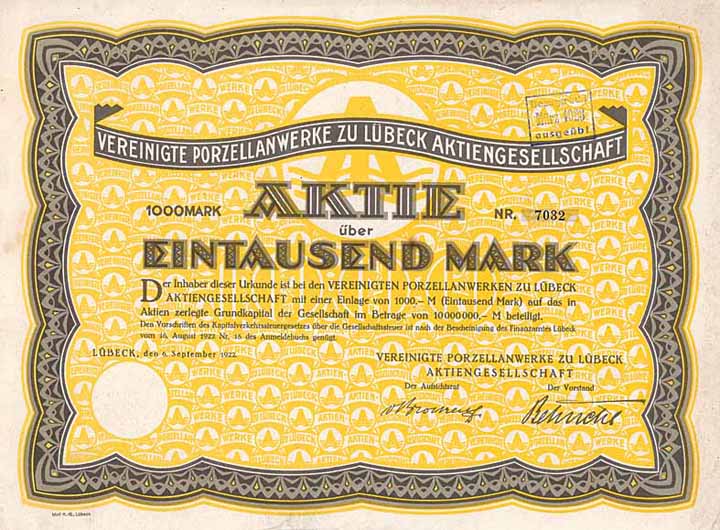 VEREINIGTE PORZELLANWERKE ZU LÜBECK AKTIENGESELLSCHAFT
ausgeübt
1000MARK AKTIE NR. 7032
über
EINTAUSEND MARK
Der Inhaber dieser Urkunde ist bei den VEREINIGTEN PORZELLANWERKEN ZU LÜBECK
AKTIENGESELLSCHAFT mit einer Einlage von 1000,- M (Eintausend Mark) auf das in
Aktien zerlegte Grundkapital der Gesellschaft im Betrage von 10000000,- M beteiligt.
Den Vorschriften des Kapitalverkehrssteuergesetzes über die Gesellschaftssteuer ist nach der Bescheinigung des Finanzamtes Lübeck
vom 16. August 1922 Nr. 16 des Anmeldebuchs genügt.
LÜBECK, den 6. September 1922.
VEREINIGTE PORZELLANWERKE ZU LÜBECK
AKTIENGESELLSCHAFT
Der Aufsichtsrat Der Vorstand